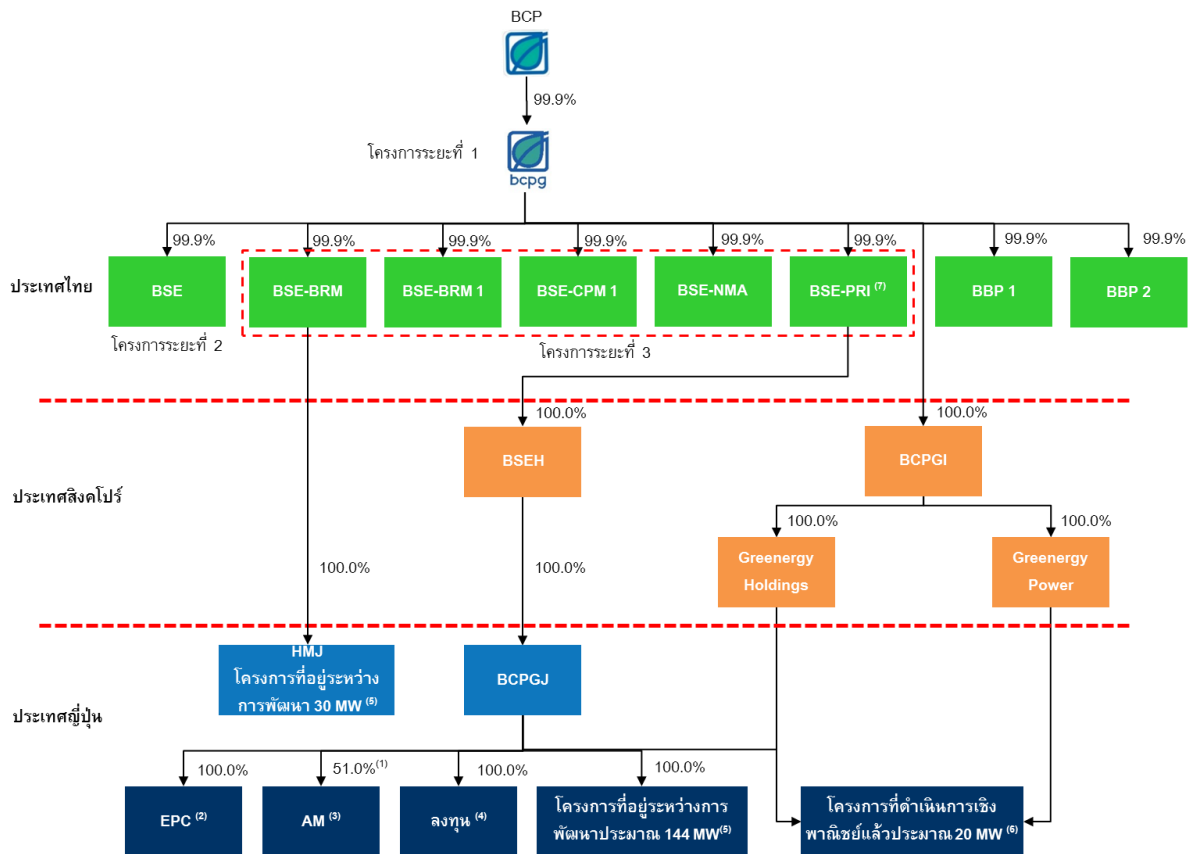 BCP
99.9%
โครงการระยะที่ 1
bcpg
99.9% 99.9% 99.9% 99.9% 99.9% 99.9% 99.9% 99.9%
ประเทศไทย
BSE BSE-BRM BSE-BRM 1 BSE-CPM 1 BSE-NMA BSE-PRI (7) BBP 1 BBP 2
โครงการระยะที่ 2 โครงการระยะที่ 3
100.0% 100.0%
BSEH BCPGI
ประเทศสิงคโปร์
100.0% 100.0%
100.0% 100.0%
Greenergy
Holdings
Greenergy
Power
HMJ
โครงการที่อยู่ระหว่าง
การพัฒนา 30 MW (5)
BCPGJ
ประเทศญี่ปุ่น
100.0% 51.0%(1) 100.0% 100.0%
EPC (2) AM (3) ลงทุน (4)
โครงการที่อยู่ระหว่างการ
พัฒนาประมาณ 144 MW(5)
โครงการที่ดำเนินการเชิง
พาณิชย์แล้วประมาณ 20 MW (6)